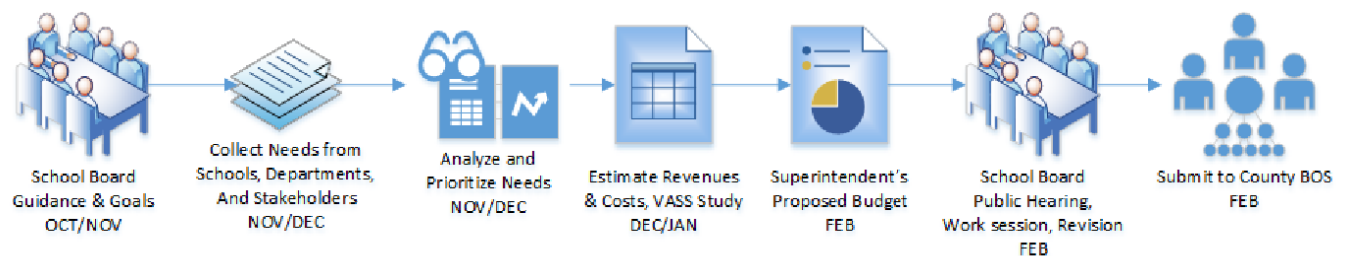 School Board
Guidance & Goals
OCT/NOV
Collect Needs from
Schools, Departments,
And Stakeholders
NOV/DEC
Analyze and
Prioritize Needs
NOV/DEC
Estimate Revenues
& Costs, VASS Study
DEC/JAN
Superintendent's
Proposed Budget
FEB
School Board
Public Hearing,
Work session, Revision
FEB
Submit to County BOS
FEB